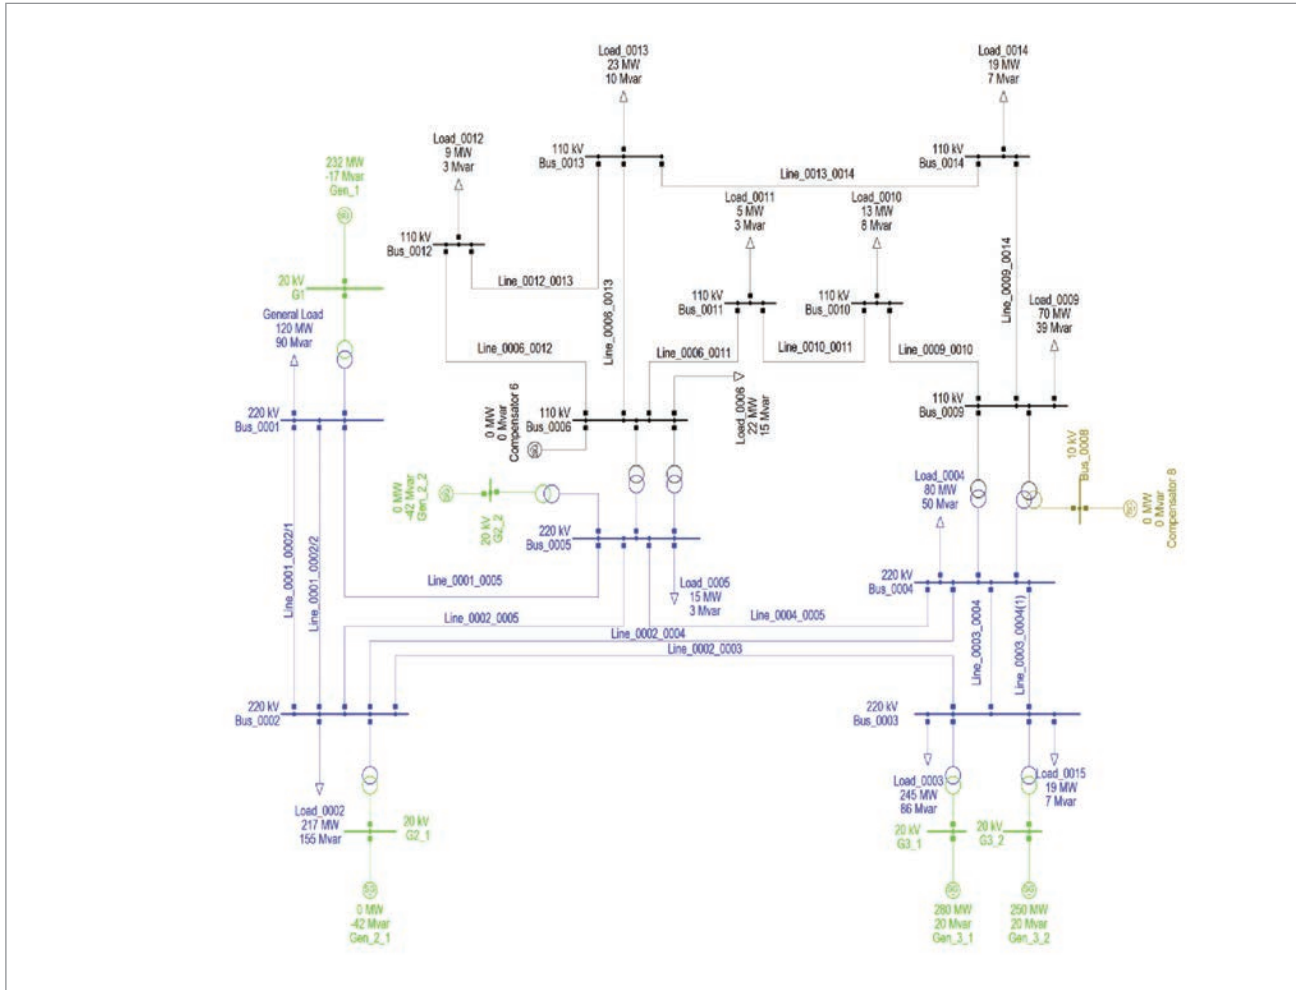 Load_0013
23 MW
10 Mvar
Load_0014
19 MW
7 Mvar
Load_0012
9 MW
3 Mvar
110 kV
Bus_0013
110 kV
Bus_0014
232 MW
-17 Mvar
Gen_1
Line_0013_0014
Load_0011
5 MW
3 Mvar
Load_0010
13 MW
8 Mvar
110 kV
Bus_0012
Line_0012_0013
Line_0006_0013
Line_0009_0014
20 kV
G1
110 kV
Bus_0011
110 kV
Bus_0010
Load_0009
70 MW
39 Mvar
General Load
120 MW
90 Mvar
Line_0006_0012
Line_0006_0011
Line_0010_0011
Line_0009_0010
220 kV
Bus_0001
0 MW
0 Mvar
Compensator 6
110 kV
Bus_0006
Load_0006
22 MW
15 Mvar
110 kV
Bus_0009
10 kV
Bus_0008
0 MW
-42 Mvar
Gen_2_2
20 kV
G2_2
Load_0004
80 MW
50 Mvar
0 MW
0 Mvar
Compensator 8
220 kV
Bus_0005
Line_0001_0002/1
Line_0001_0002/2
Line_0001_0005
Load_0005
15 MW
3 Mvar
220 kV
Bus_0004
Line_0002_0005
Line_0004_0005
Line_0002_0004
Line_0002_0003
Line_0003_0004
Line_0003_0004(1)
220 kV
Bus_0002
220 kV
Bus_0003
Load_0002
217 MW
155 Mvar
20 kV
G2_1
Load_0003
245 MW
86 Mvar
Load_0015
19 MW
7 Mvar
20 kV
G3_1
20 kV
G3_2
0 MW
-42 Mvar
Gen_2_1
280 MW
20 Mvar
Gen_3_1
250 MW
20 Mvar
Gen_3_2